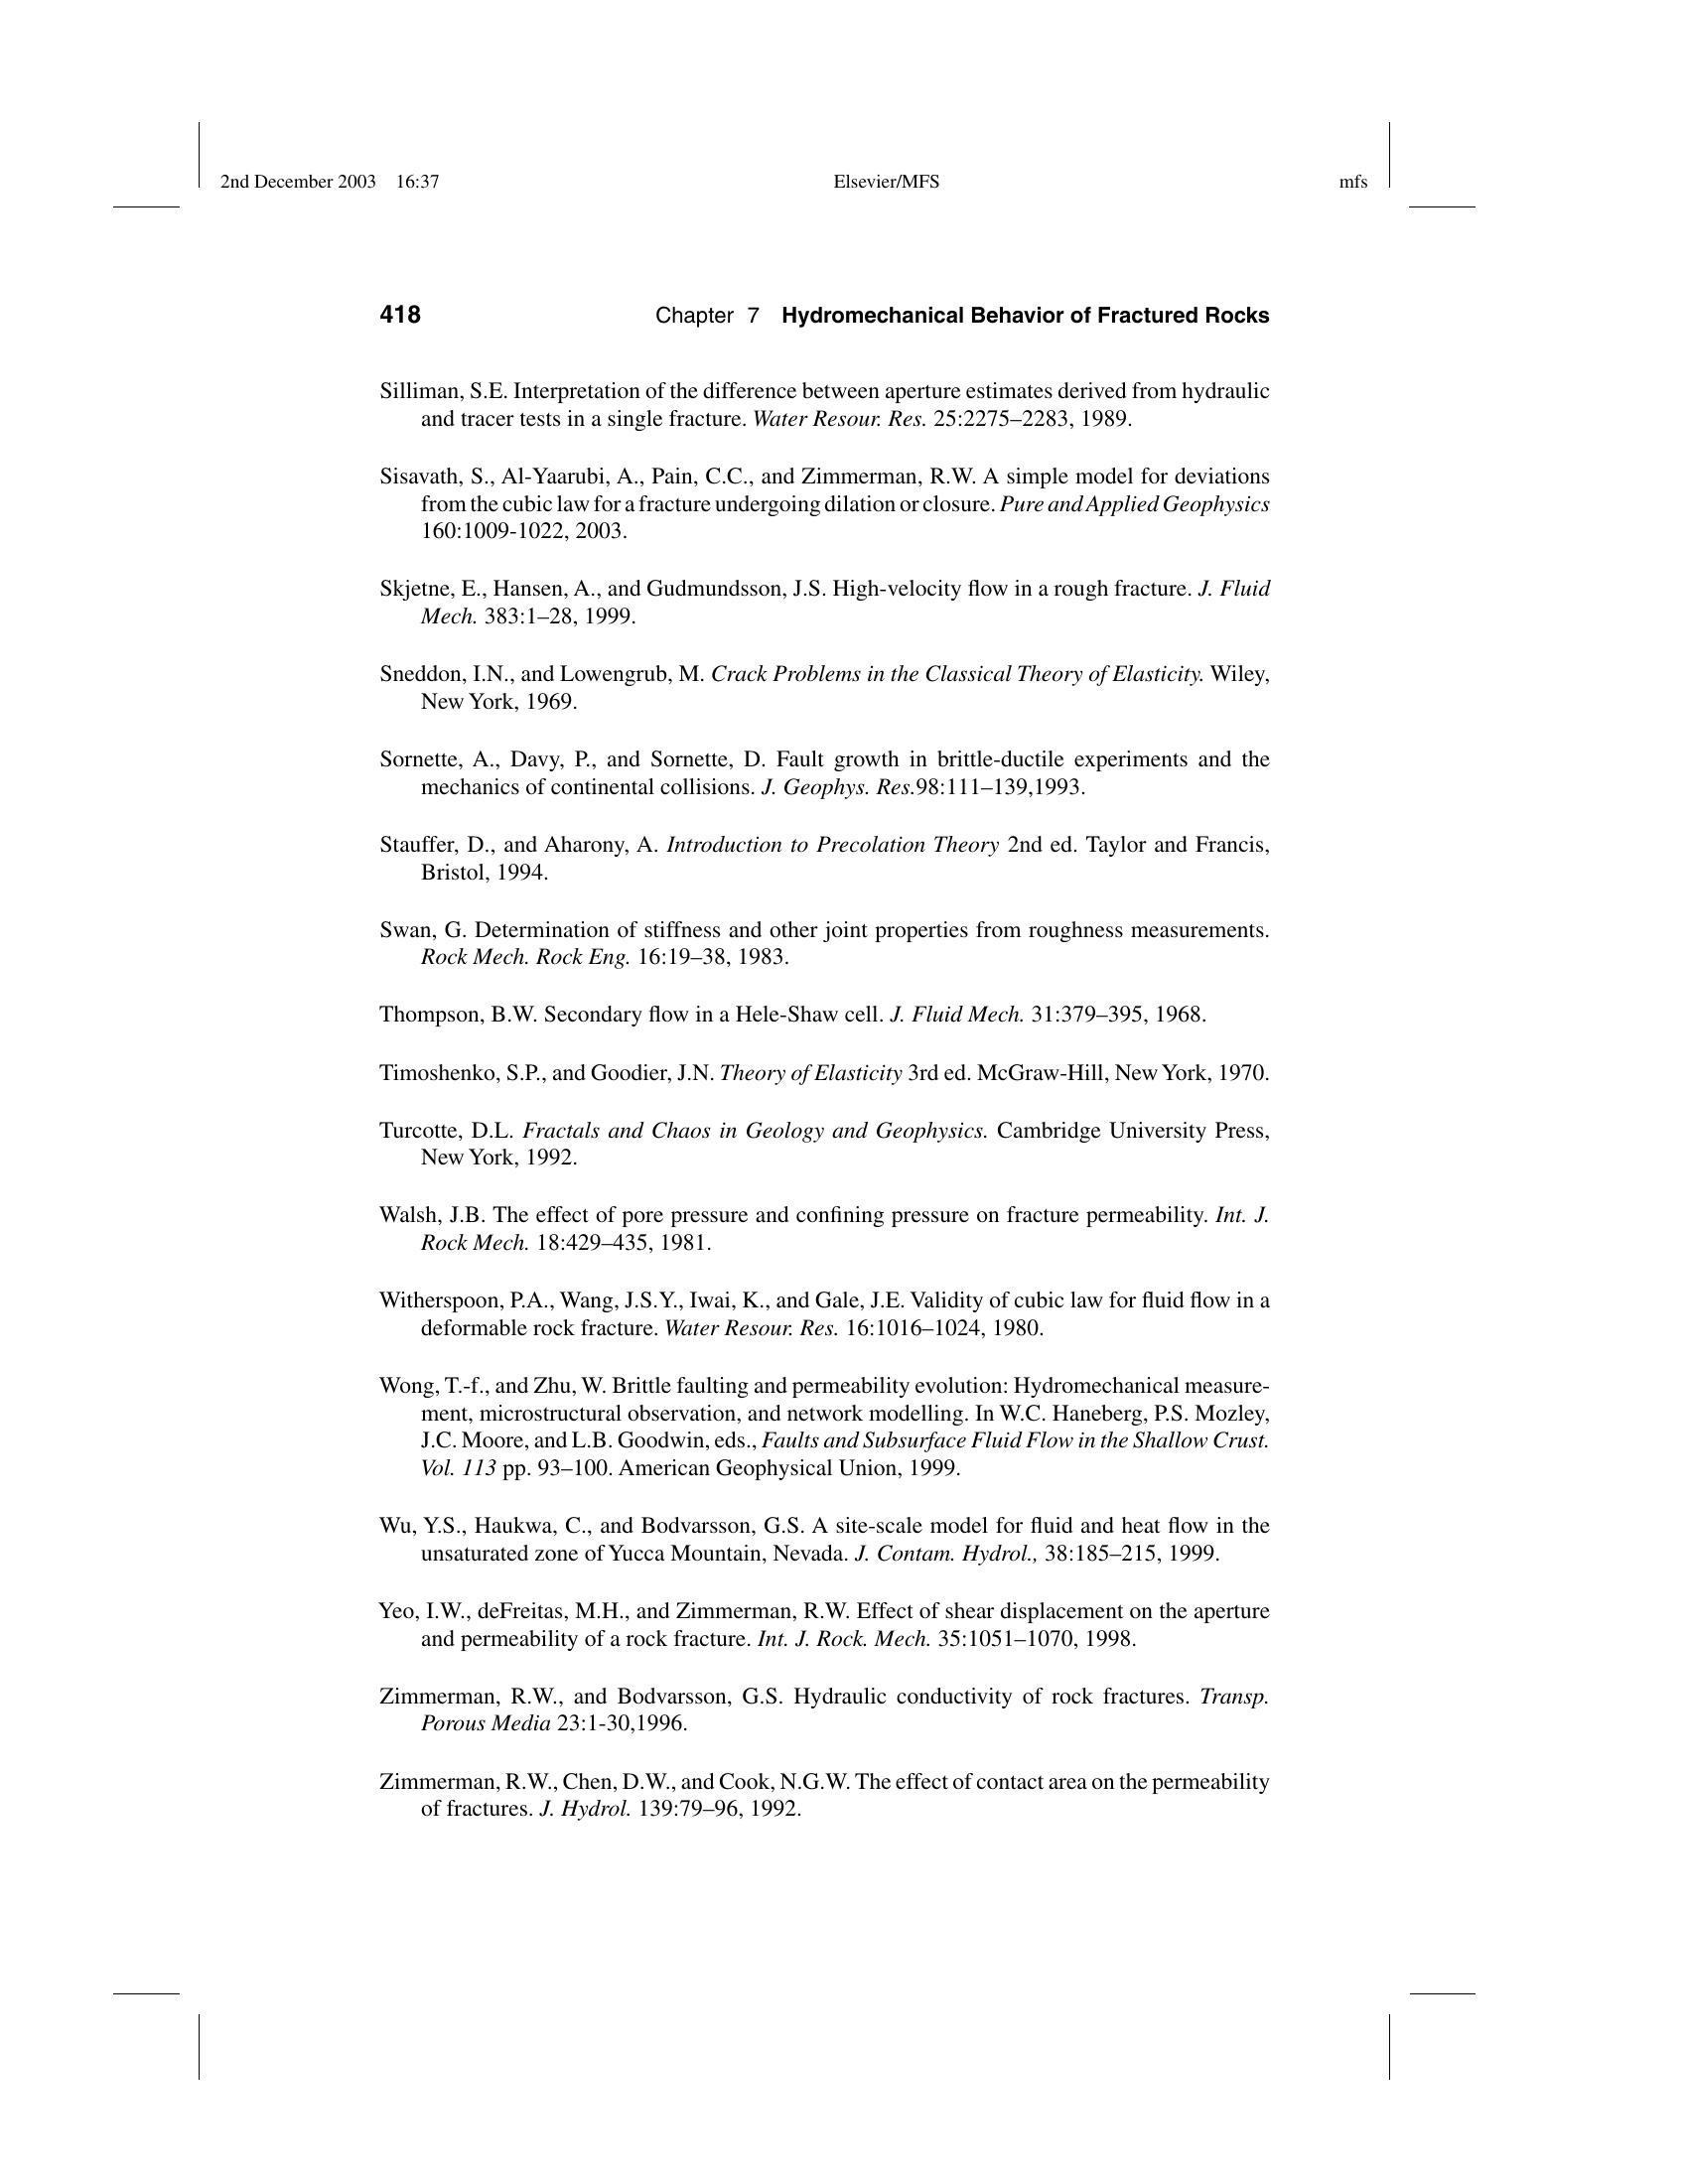 2nd December 2003 16:37 Elsevier/MFS mfs
418 Chapter 7 Hydromechanical Behavior of Fractured Rocks
Silliman, S.E. Interpretation of the difference between aperture estimates derived from hydraulic
and tracer tests in a single fracture. Water Resour. Res. 25:2275–2283, 1989.
Sisavath, S., Al-Yaarubi, A., Pain, C.C., and Zimmerman, R.W. A simple model for deviations
from the cubic law for a fracture undergoing dilation or closure. Pure and Applied Geophysics
160:1009-1022, 2003.
Skjetne, E., Hansen, A., and Gudmundsson, J.S. High-velocity flow in a rough fracture. J. Fluid
Mech. 383:1–28, 1999.
Sneddon, I.N., and Lowengrub, M. Crack Problems in the Classical Theory of Elasticity. Wiley,
New York, 1969.
Sornette, A., Davy, P., and Sornette, D. Fault growth in brittle-ductile experiments and the
mechanics of continental collisions. J. Geophys. Res.98:111–139,1993.
Stauffer, D., and Aharony, A. Introduction to Precolation Theory 2nd ed. Taylor and Francis,
Bristol, 1994.
Swan, G. Determination of stiffness and other joint properties from roughness measurements.
Rock Mech. Rock Eng. 16:19–38, 1983.
Thompson, B.W. Secondary flow in a Hele-Shaw cell. J. Fluid Mech. 31:379–395, 1968.
Timoshenko, S.P., and Goodier, J.N. Theory of Elasticity 3rd ed. McGraw-Hill, New York, 1970.
Turcotte, D.L. Fractals and Chaos in Geology and Geophysics. Cambridge University Press,
New York, 1992.
Walsh, J.B. The effect of pore pressure and confining pressure on fracture permeability. Int. J.
Rock Mech. 18:429–435, 1981.
Witherspoon, P.A., Wang, J.S.Y., Iwai, K., and Gale, J.E. Validity of cubic law for fluid flow in a
deformable rock fracture. Water Resour. Res. 16:1016–1024, 1980.
Wong, T.-f., and Zhu, W. Brittle faulting and permeability evolution: Hydromechanical measure-
ment, microstructural observation, and network modelling. In W.C. Haneberg, P.S. Mozley,
J.C. Moore, and L.B. Goodwin, eds., Faults and Subsurface Fluid Flow in the Shallow Crust.
Vol. 113 pp. 93–100. American Geophysical Union, 1999.
Wu, Y.S., Haukwa, C., and Bodvarsson, G.S. A site-scale model for fluid and heat flow in the
unsaturated zone of Yucca Mountain, Nevada. J. Contam. Hydrol., 38:185–215, 1999.
Yeo, I.W., deFreitas, M.H., and Zimmerman, R.W. Effect of shear displacement on the aperture
and permeability of a rock fracture. Int. J. Rock. Mech. 35:1051–1070, 1998.
Zimmerman, R.W., and Bodvarsson, G.S. Hydraulic conductivity of rock fractures. Transp.
Porous Media 23:1-30,1996.
Zimmerman, R.W., Chen, D.W., and Cook, N.G.W. The effect of contact area on the permeability
of fractures. J. Hydrol. 139:79–96, 1992.